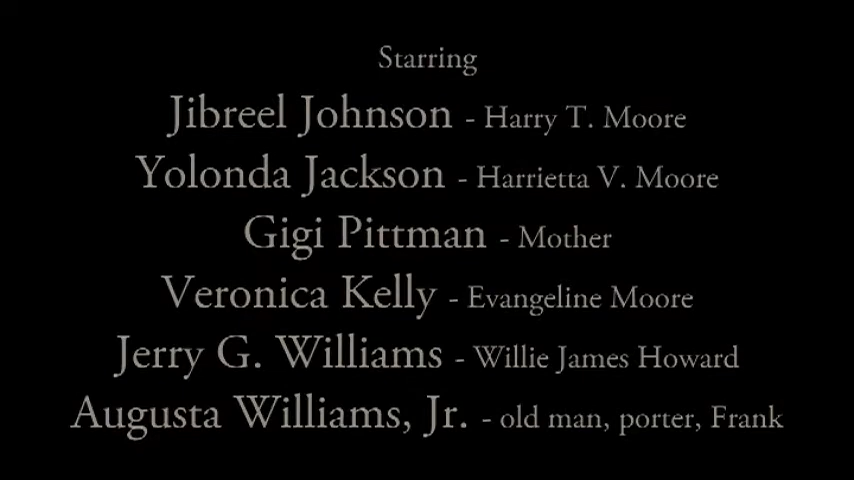 Starring
Jibreel Johnson - Harry T. Moore
Yolonda Jackson - Harrietta V. Moore
Gigi Pittman - Mother
Veronica Kelly - Evangeline Moore
Jerry G. Williams - Willie James Howard
Augusta Williams, Jr. - old man, porter, Frank